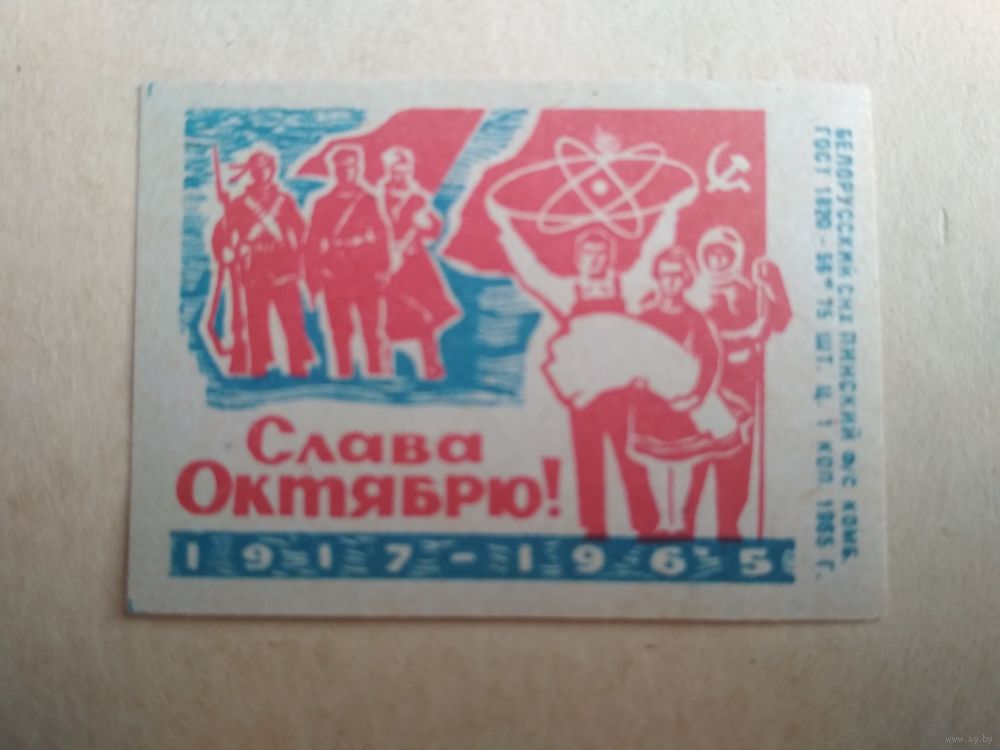 Слава
Октябрю!
1917-1965
БЕЛОРУССКИЙ СНХ ПИНСКИЙ Ф/С КОМБ.
ГОСТ 1820-56* 75 ШТ. Ц. 1 КОП. 1965 Г.
www.ay.by